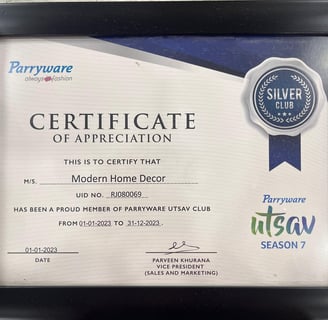 Parryware
always in fashion
SILVER
CLUB
CERTIFICATE
OF APPRECIATION
THIS IS TO CERTIFY THAT
M/S. Modern Home Decor
UID NO. RJ080069
HAS BEEN A PROUD MEMBER OF PARRYWARE UTSAV CLUB
FROM 01-01-2023 TO 31-12-2023.
Parryware
utsav
SEASON 7
01-01-2023
DATE
PARVEEN KHURANA
VICE PRESIDENT
(SALES AND MARKETING)